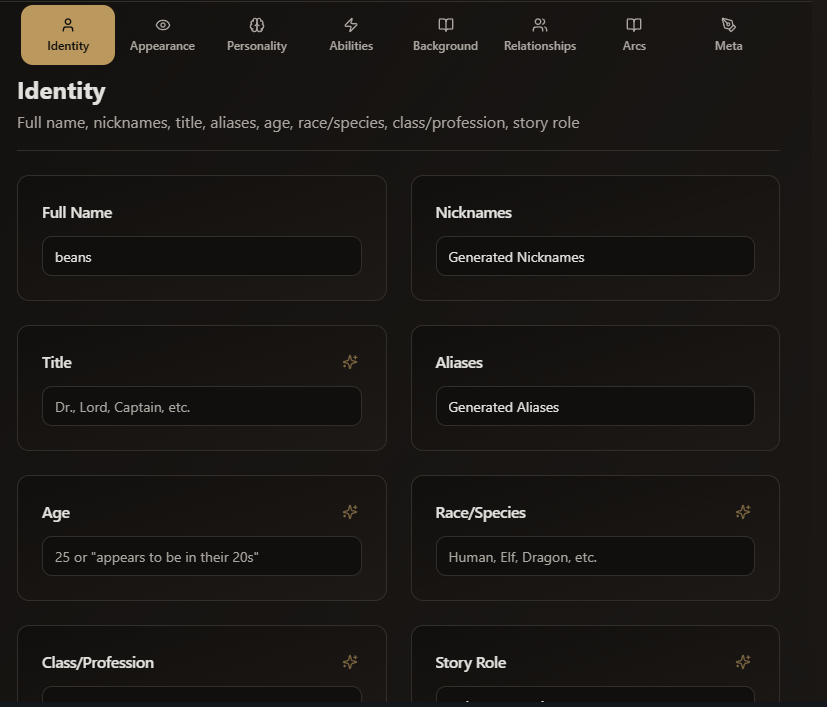 Identity
Appearance
Personality
Abilities
Background
Relationships
Arcs
Meta
Identity
Full name, nicknames, title, aliases, age, race/species, class/profession, story role
Full Name
beans
Nicknames
Generated Nicknames
Title
Dr., Lord, Captain, etc.
Aliases
Generated Aliases
Age
25 or "appears to be in their 20s"
Race/Species
Human, Elf, Dragon, etc.
Class/Profession
Story Role